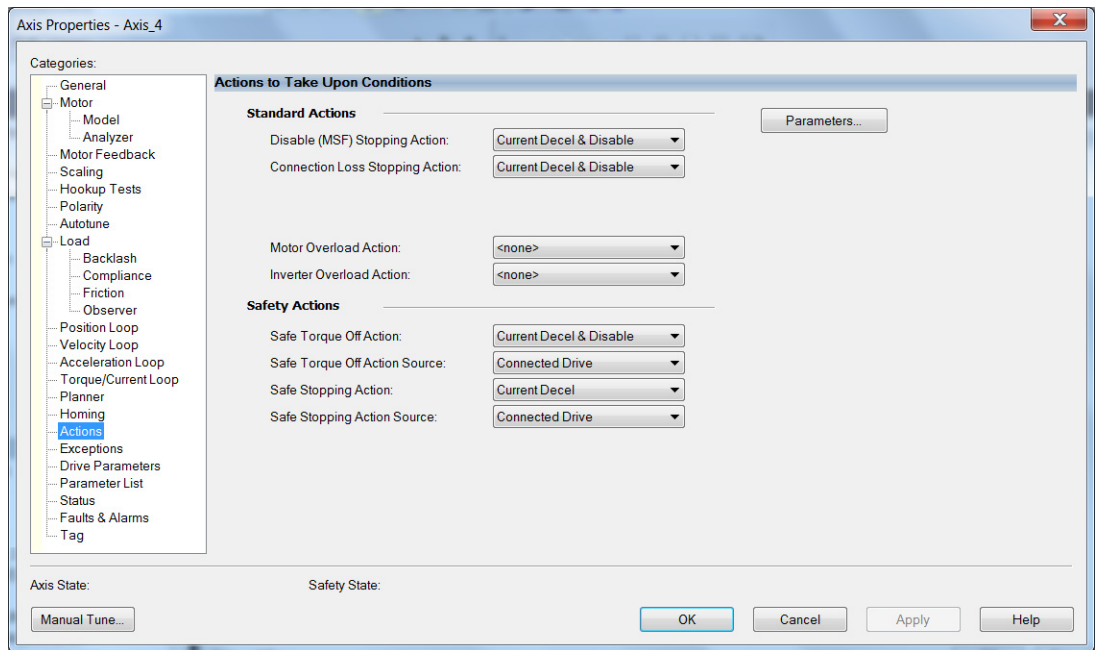 Axis Properties - Axis_4
X
Categories:
General
Motor
Model
Analyzer
Motor Feedback
Scaling
Hookup Tests
Polarity
Autotune
Load
Backlash
Compliance
Friction
Observer
Position Loop
Velocity Loop
Acceleration Loop
Torque/Current Loop
Planner
Homing
Actions
Exceptions
Drive Parameters
Parameter List
Status
Faults & Alarms
Tag
Actions to Take Upon Conditions
Standard Actions
Parameters...
Disable (MSF) Stopping Action: Current Decel & Disable
Connection Loss Stopping Action: Current Decel & Disable
Motor Overload Action: <none>
Inverter Overload Action: <none>
Safety Actions
Safe Torque Off Action: Current Decel & Disable
Safe Torque Off Action Source: Connected Drive
Safe Stopping Action: Current Decel
Safe Stopping Action Source: Connected Drive
Axis State: Safety State:
Manual Tune... OK Cancel Apply Help